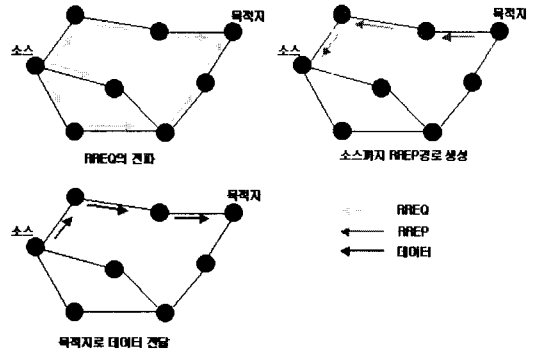 목적지
소스
RREQ의 전파
목적지
소스
소스까지 RREP경로 생성
목적지
소스
목적지로 데이터 전달
RREQ
RREP
데이터